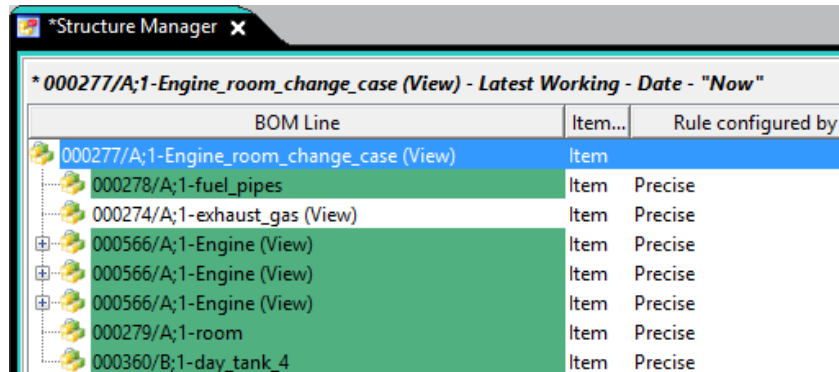 *Structure Manager
* 000277/A;1-Engine_room_change_case (View) - Latest Working - Date - "Now"
BOM Line Item... Rule configured by
000277/A;1-Engine_room_change_case (View) Item
000278/A;1-fuel_pipes Item Precise
000274/A;1-exhaust_gas (View) Item Precise
000566/A;1-Engine (View) Item Precise
000566/A;1-Engine (View) Item Precise
000566/A;1-Engine (View) Item Precise
000279/A;1-room Item Precise
000360/B;1-day_tank_4 Item Precise